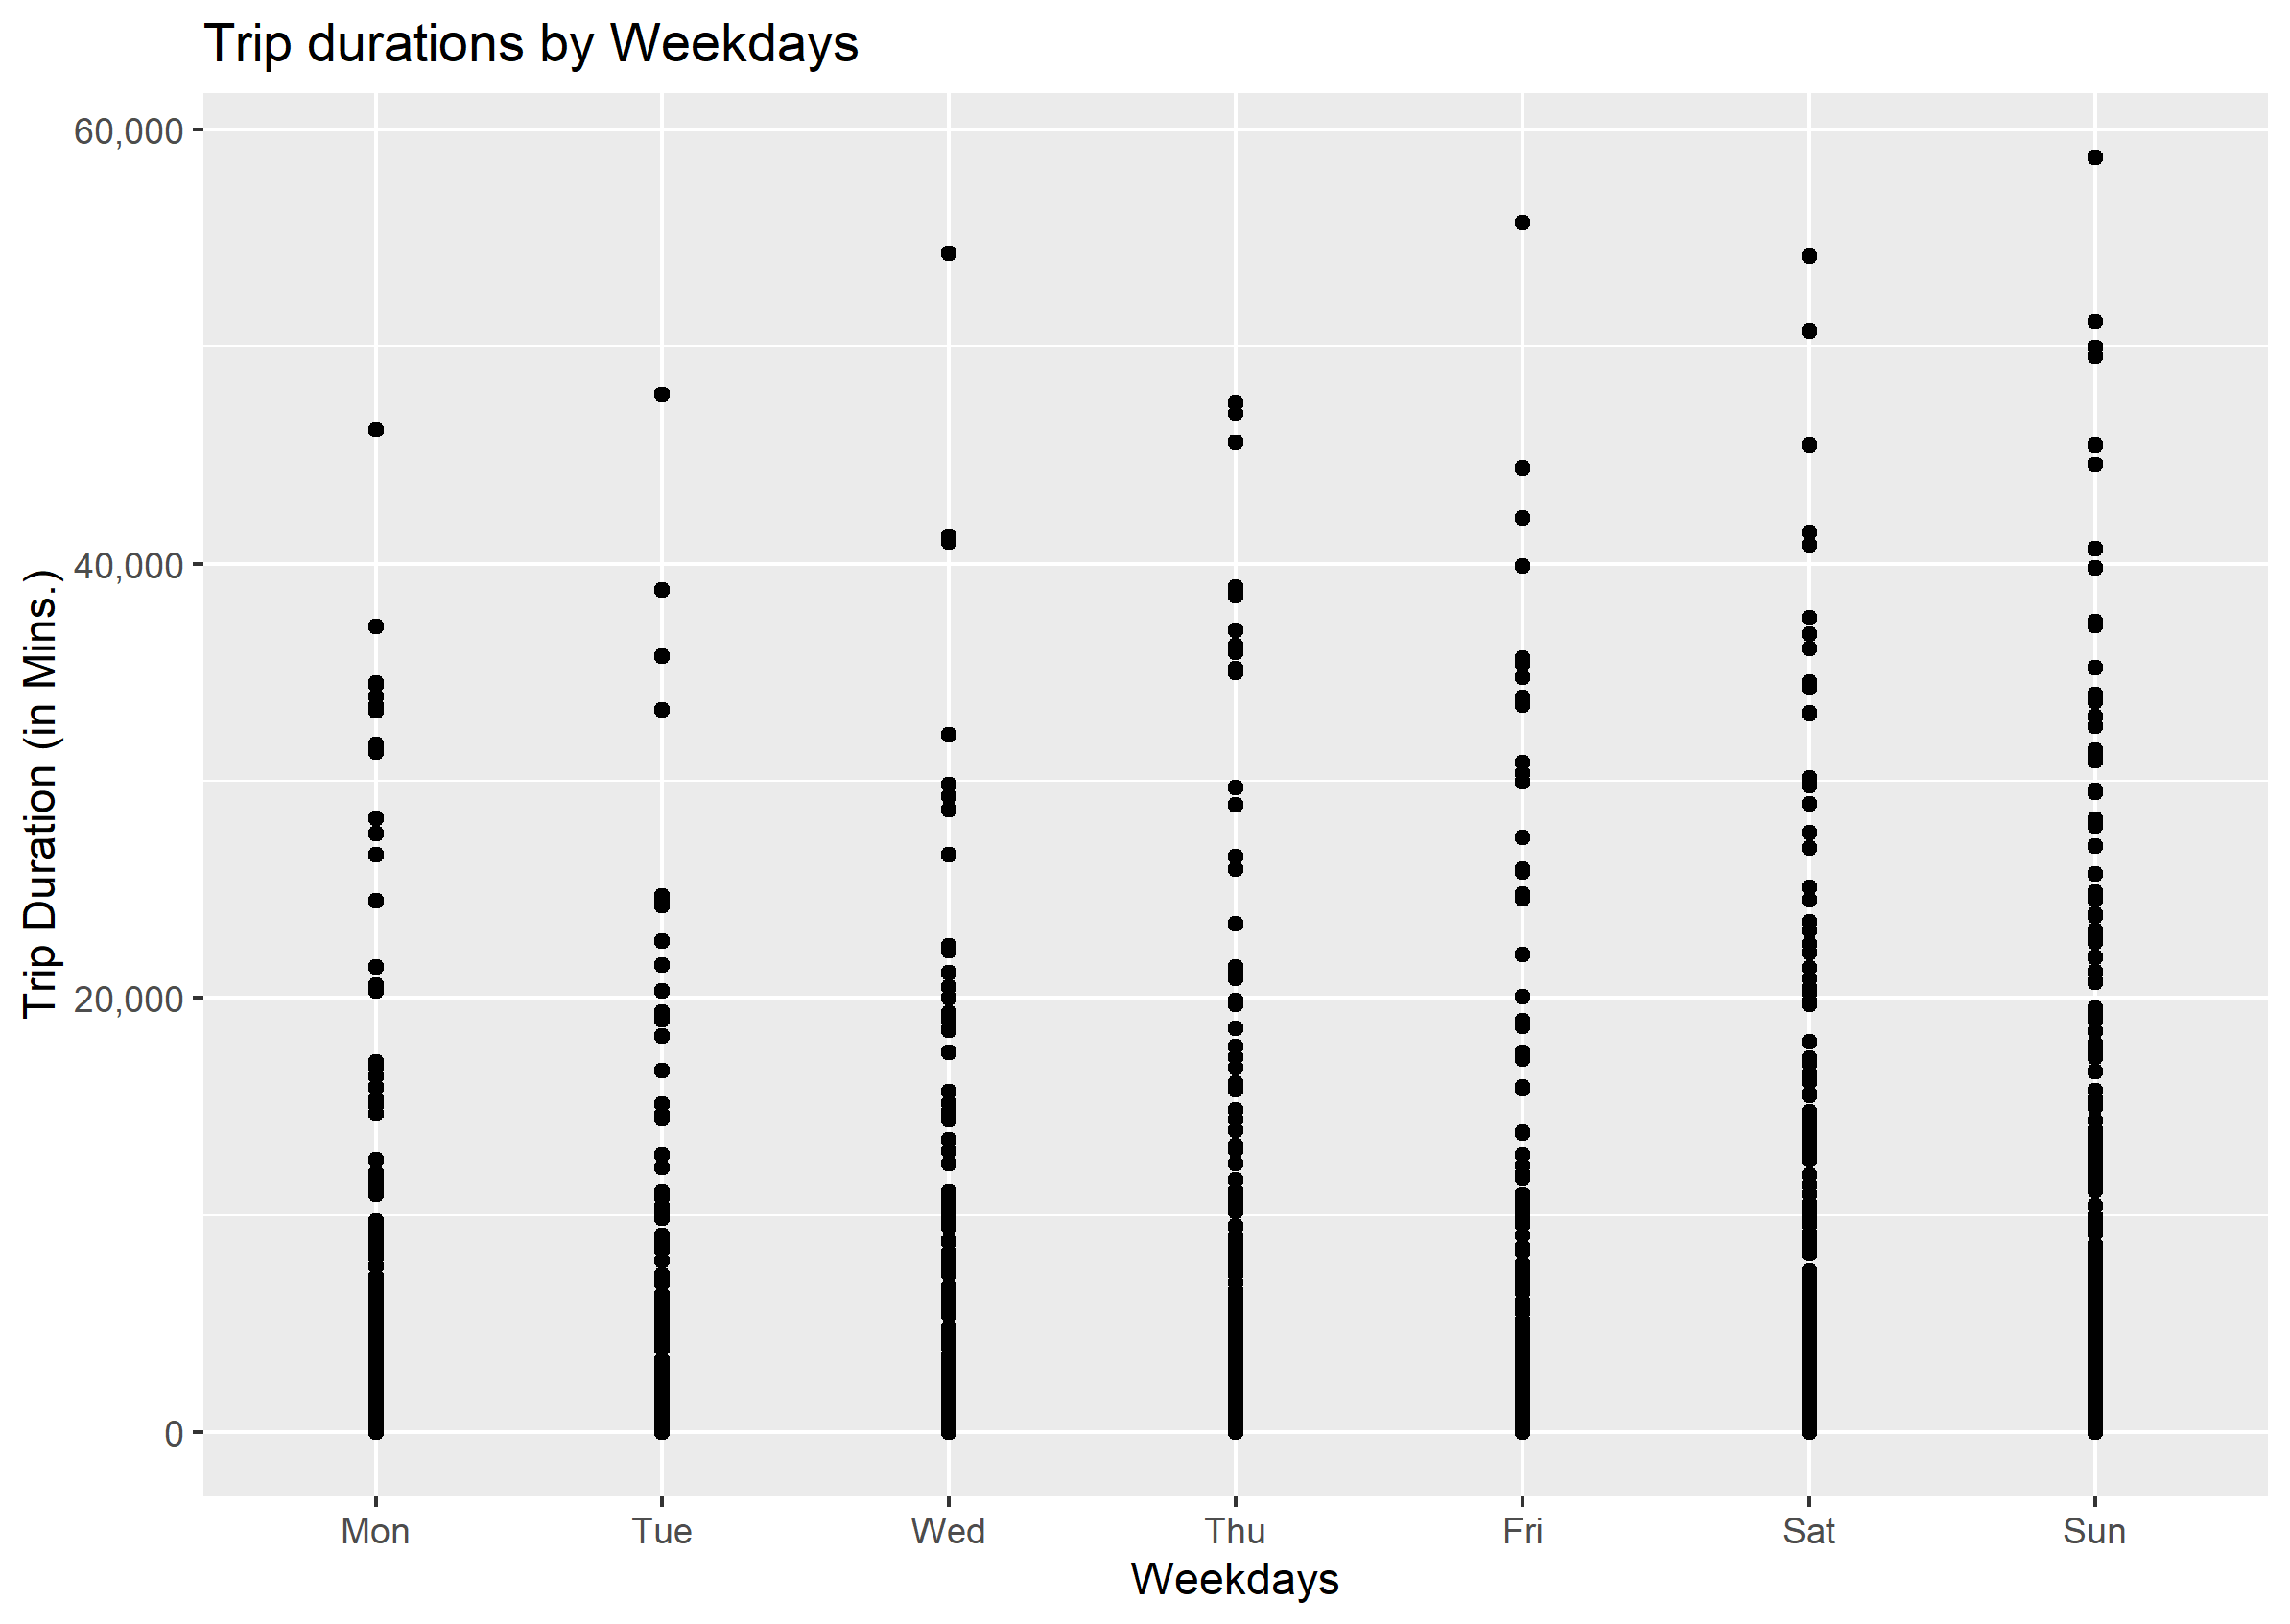 Trip durations by Weekdays
Trip Duration (in Mins.)
60,000
40,000
20,000
0
Mon Tue Wed Thu Fri Sat Sun
Weekdays